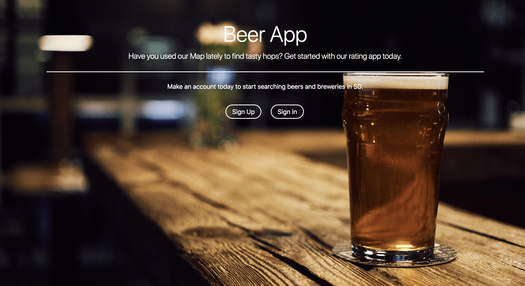 Beer App
Have you used our Map lately to find tasty hops? Get started with our rating app today.
Make an account today to start searching beers and breweries in SD.
Sign Up
Sign In